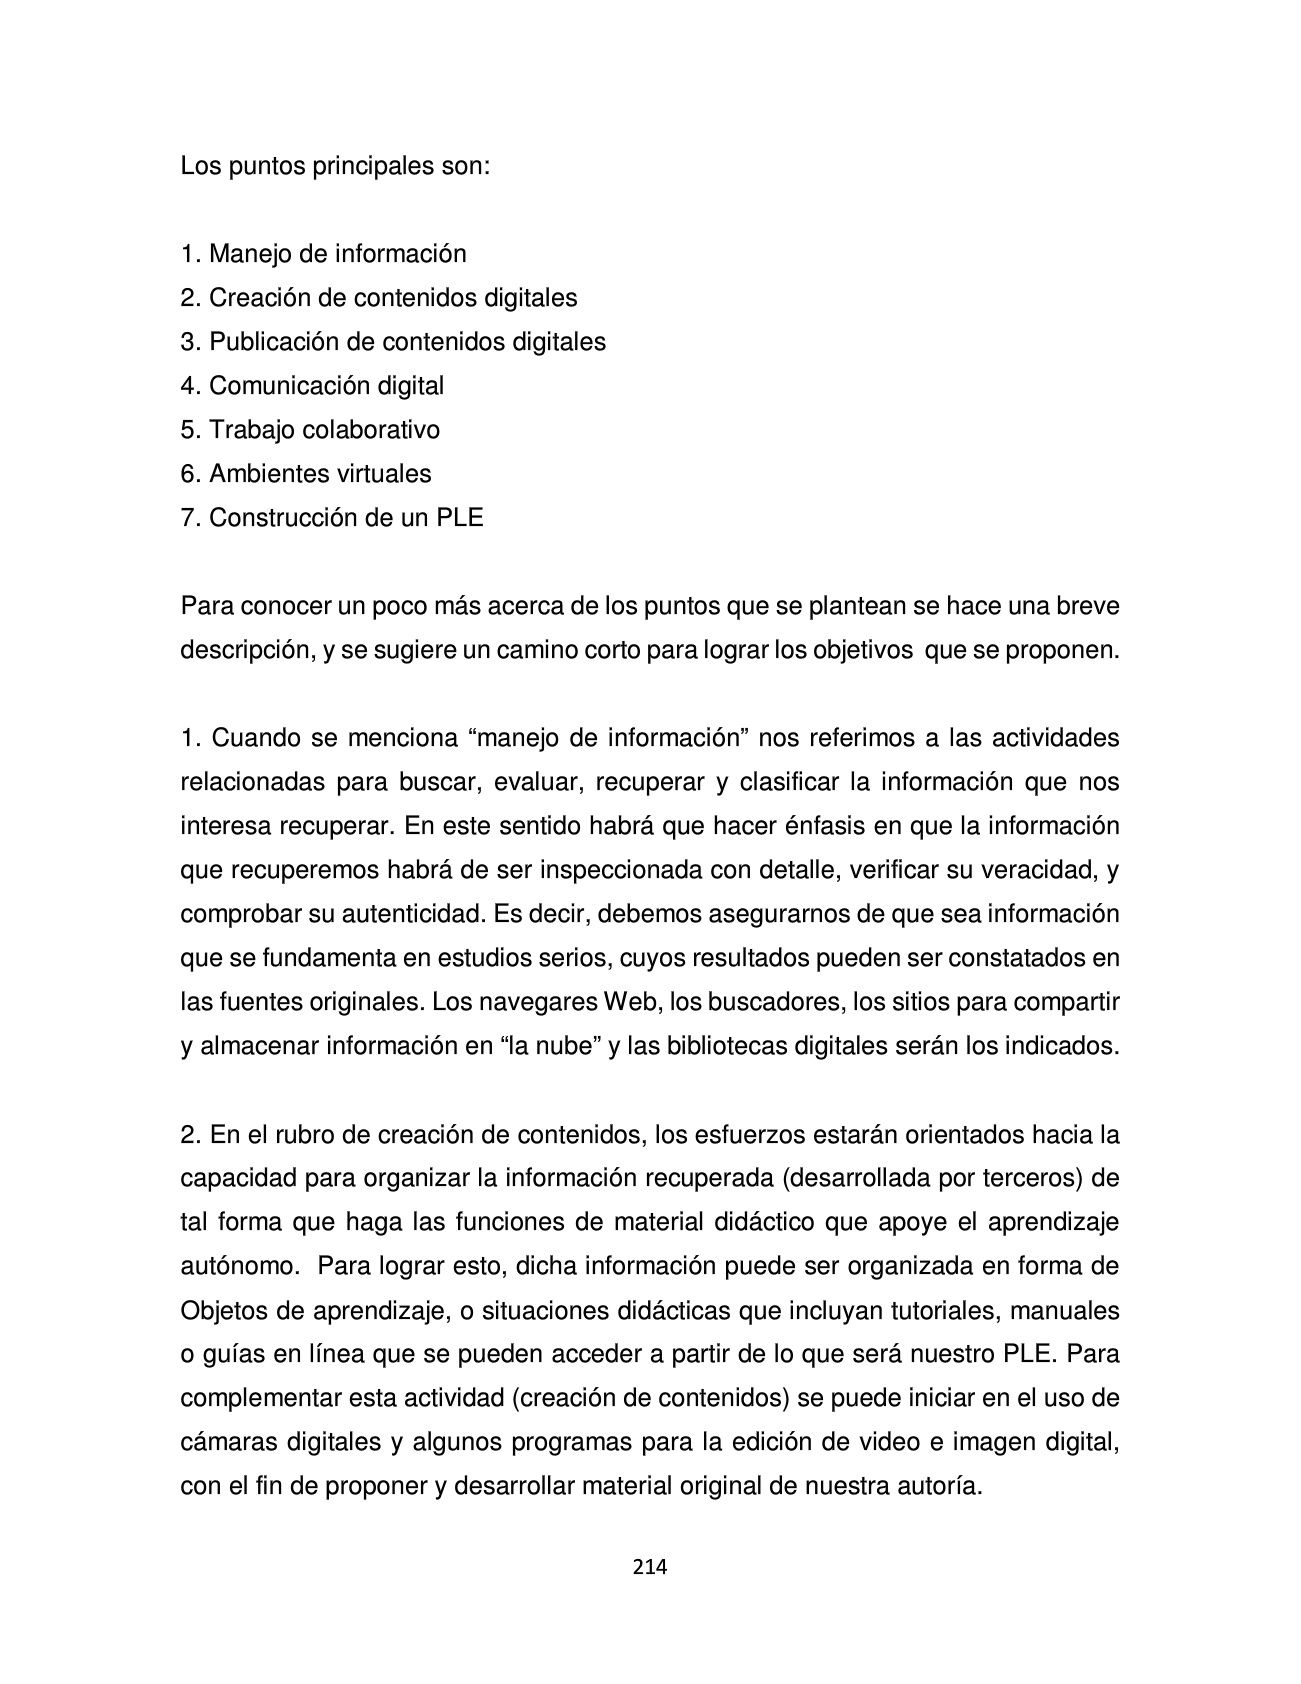 Los puntos principales son:
1. Manejo de información
2. Creación de contenidos digitales
3. Publicación de contenidos digitales
4. Comunicación digital
5. Trabajo colaborativo
6. Ambientes virtuales
7. Construcción de un PLE
Para conocer un poco más acerca de los puntos que se plantean se hace una breve
descripción, y se sugiere un camino corto para lograr los objetivos  que se proponen.
1. Cuando se menciona “manejo de información” nos referimos a las actividades
relacionadas para buscar, evaluar, recuperar y clasificar la información que nos
interesa recuperar. En este sentido habrá que hacer énfasis en que la información
que recuperemos habrá de ser inspeccionada con detalle, verificar su veracidad, y
comprobar su autenticidad. Es decir, debemos asegurarnos de que sea información
que se fundamenta en estudios serios, cuyos resultados pueden ser constatados en
las fuentes originales. Los navegares Web, los buscadores, los sitios para compartir
y almacenar información en “la nube” y las bibliotecas digitales serán los indicados.
2. En el rubro de creación de contenidos, los esfuerzos estarán orientados hacia la
capacidad para organizar la información recuperada (desarrollada por terceros) de
tal forma que haga las funciones de material didáctico que apoye el aprendizaje
autónomo.  Para lograr esto, dicha información puede ser organizada en forma de
Objetos de aprendizaje, o situaciones didácticas que incluyan tutoriales, manuales
o guías en línea que se pueden acceder a partir de lo que será nuestro PLE. Para
complementar esta actividad (creación de contenidos) se puede iniciar en el uso de
cámaras digitales y algunos programas para la edición de video e imagen digital,
con el fin de proponer y desarrollar material original de nuestra autoría.
214